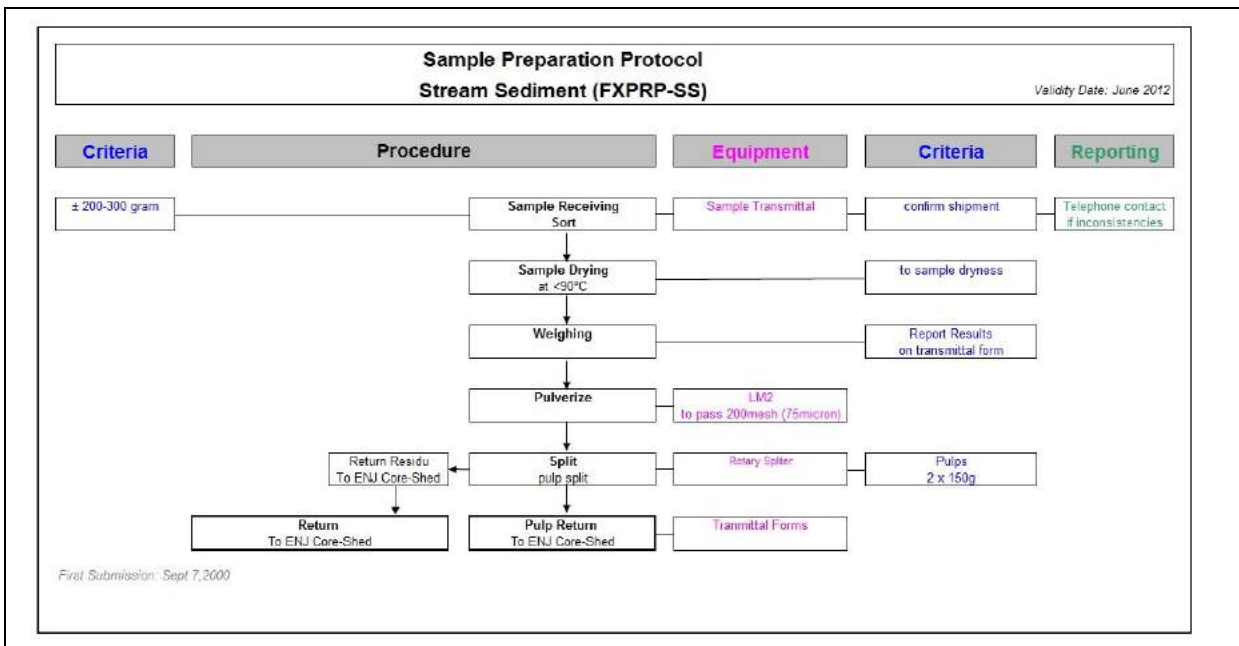 Sample Preparation Protocol
Stream Sediment (FXPRP-SS)
Validity Date: June 2012
Criteria
Procedure
Equipment
Criteria
Reporting
± 200-300 gram
Sample Receiving
Sort
Sample Transmittal
confirm shipment
Telephone contact
if inconsistencies
Sample Drying
at <90°C
to sample dryness
Weighing
Report Results
on transmittal form
Pulverize
LM2
to pass 200mesh (75micron)
Return Residu
To ENJ Core-Shed
Split
pulp split
Rotary Spliter
Pulps
2 x 150g
Return
To ENJ Core-Shed
Pulp Return
To ENJ Core-Shed
Tranmittal Forms
First Submission: Sept 7,2000